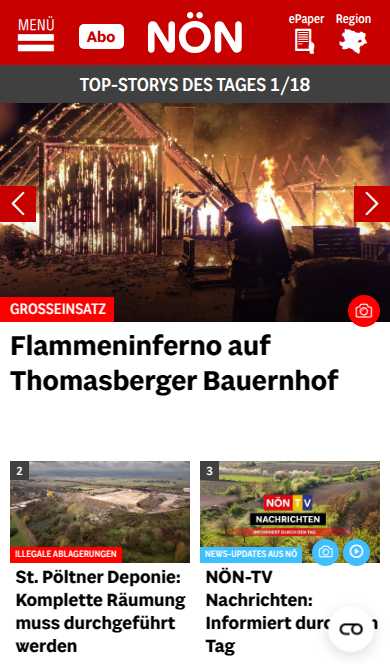 MENÜ
Abo
NÖN
ePaper
Region
TOP-STORYS DES TAGES 1/18
GROSSEINSATZ
Flammeninferno auf
Thomasberger Bauernhof
2
ILLEGALE ABLAGERUNGEN
St. Pöltner Deponie:
Komplette Räumung
muss durchgeführt
werden
3
NÖN TV
NACHRICHTEN
INFORMIERT DURCH DEN TAG
NEWS-UPDATES AUS NÖ
NÖN-TV
Nachrichten:
Informiert
Tag